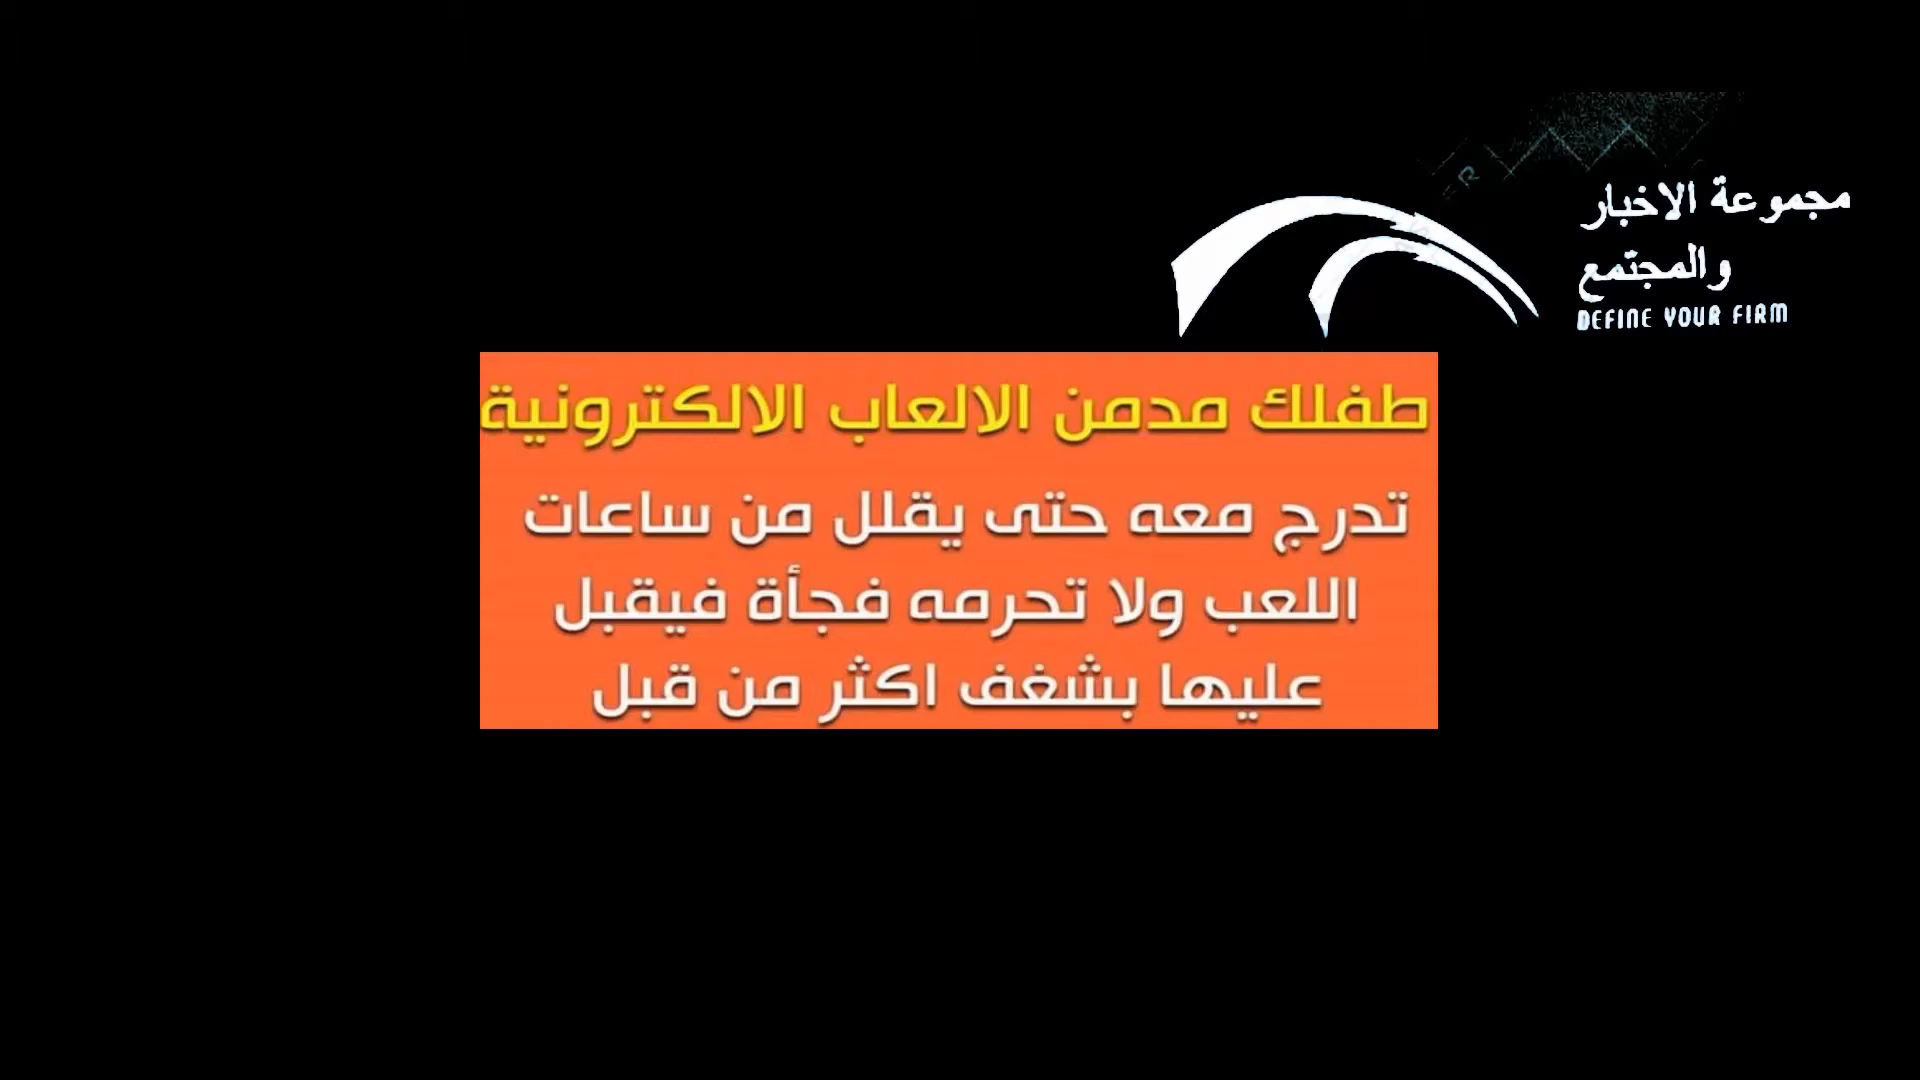 مجموعة الاخبار
والمجتمع
DEFINE YOUR FIRM
طفلك مدمن الالعاب الالكترونية
تدرج معه حتى يقلل من ساعات
اللعب ولا تحرمه فجأة فيقبل
عليها بشغف اكثر من قبل